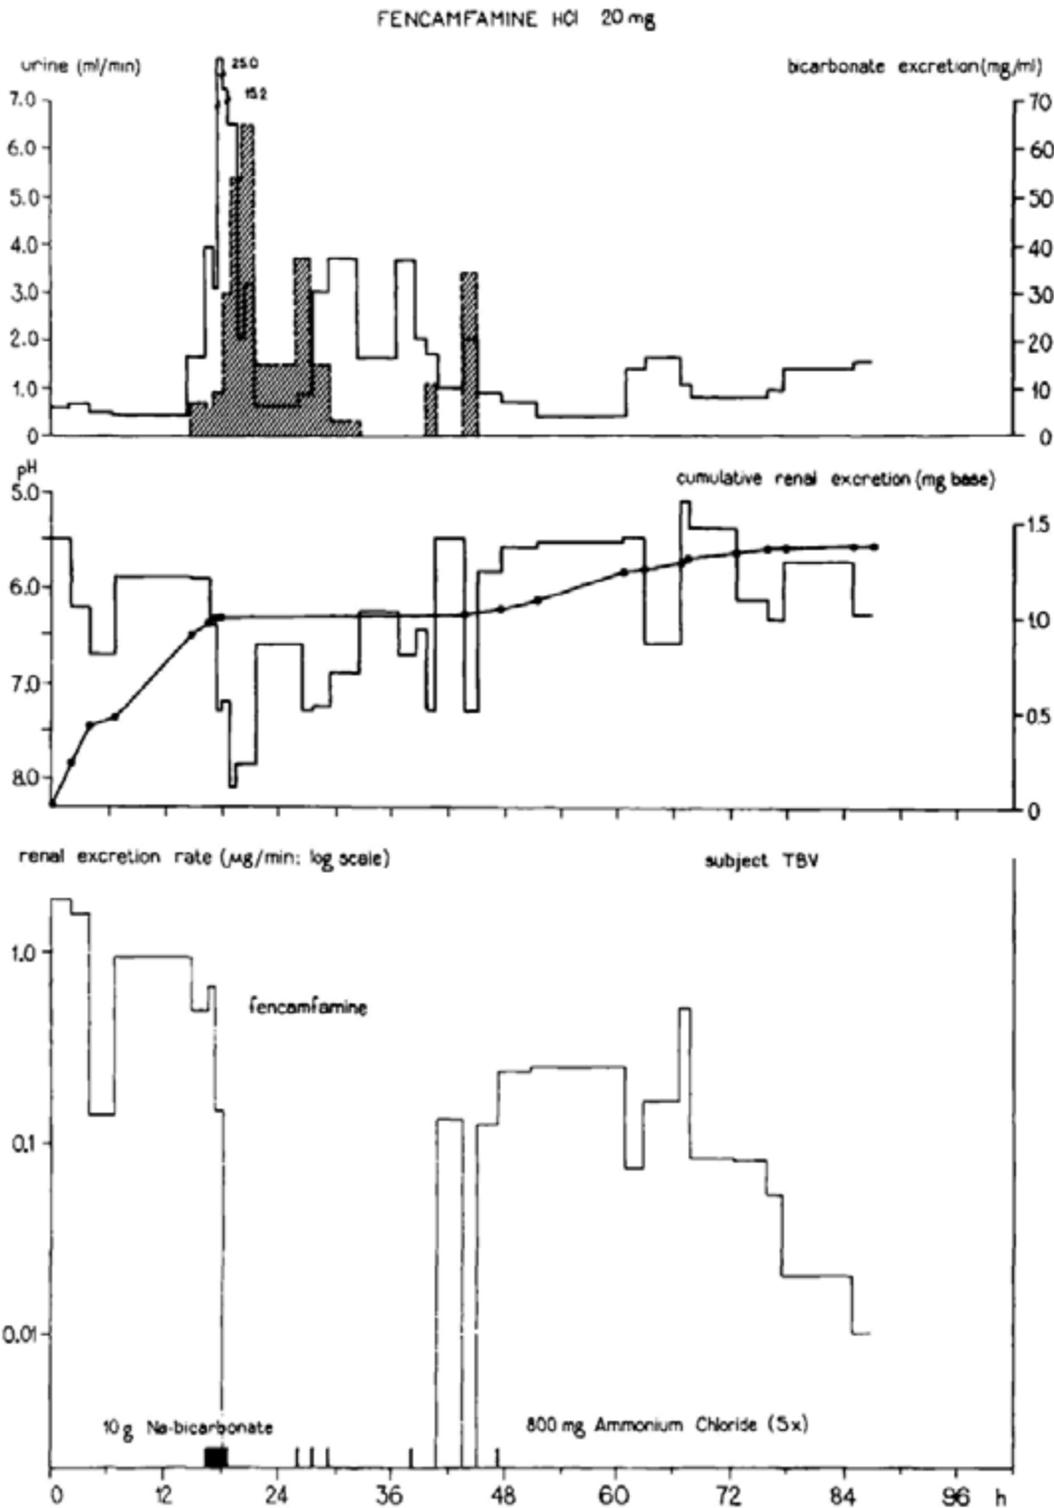 FENCAMFAMINE HCl 20 mg
urine (ml/min)
bicarbonate excretion (mg/ml)
25.0
15.2
7.0
6.0
5.0
4.0
3.0
2.0
1.0
0
70
60
50
40
30
20
10
0
pH
cumulative renal excretion (mg base)
5.0
6.0
7.0
8.0
1.5
1.0
0.5
0
renal excretion rate (µg/min; log scale)
subject TBV
1.0
0.1
0.01
fencamfamine
10 g Na-bicarbonate
800 mg Ammonium Chloride (5x)
0 12 24 36 48 60 72 84 96 h